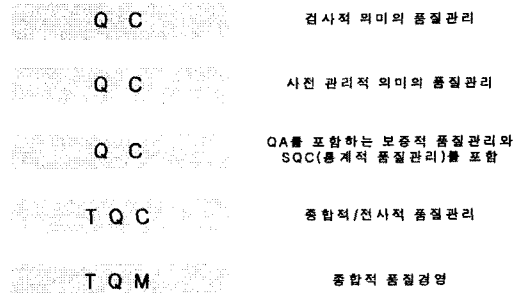 Q C 검사적 의미의 품질관리
Q C 사전 관리적 의미의 품질관리
Q C QA를 포함하는 보증적 품질관리와
SQC(통계적 품질관리)를 포함
T Q C 종합적/전사적 품질관리
T Q M 종합적 품질경영